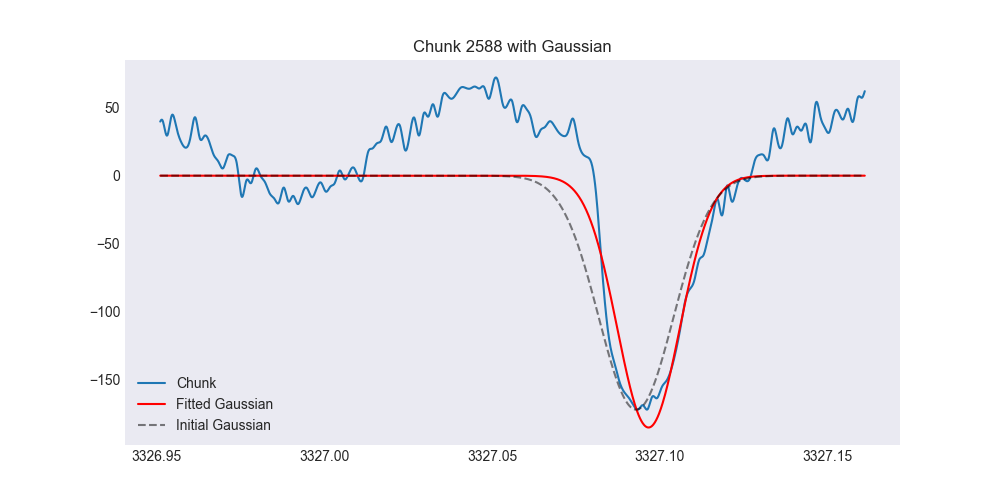 Chunk 2588 with Gaussian
50
0
−50
−100
−150
Chunk
Fitted Gaussian
Initial Gaussian
3326.95 3327.00 3327.05 3327.10 3327.15